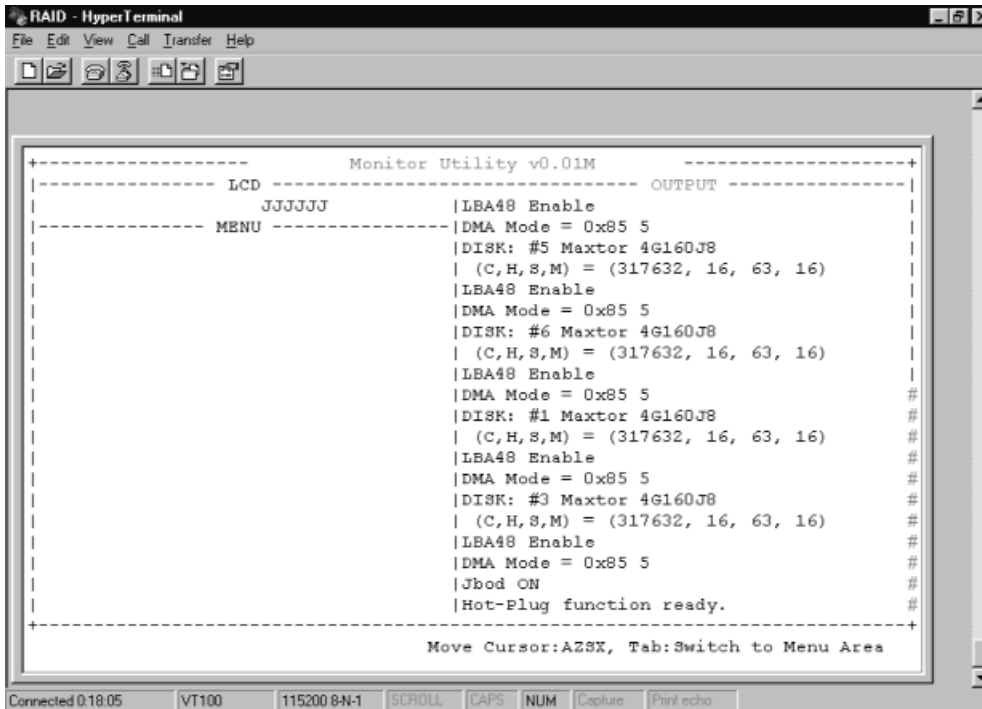 RAID - HyperTerminal
File Edit View Call Transfer Help
+------------------- Monitor Utility v0.01M --------------------+
|---------------- LCD --------------------------------- OUTPUT ----------------|
| JJJJJJ |LBA48 Enable |
|--------------- MENU ----------------|DMA Mode = 0x85 5 |
| |DISK: #5 Maxtor 4G160J8 |
| | (C,H,S,M) = (317632, 16, 63, 16) |
| |LBA48 Enable |
| |DMA Mode = 0x85 5 |
| |DISK: #6 Maxtor 4G160J8 |
| | (C,H,S,M) = (317632, 16, 63, 16) |
| |LBA48 Enable |
| |DMA Mode = 0x85 5 #
| |DISK: #1 Maxtor 4G160J8 #
| | (C,H,S,M) = (317632, 16, 63, 16) #
| |LBA48 Enable #
| |DMA Mode = 0x85 5 #
| |DISK: #3 Maxtor 4G160J8 #
| | (C,H,S,M) = (317632, 16, 63, 16) #
| |LBA48 Enable #
| |DMA Mode = 0x85 5 #
| |Jbod ON #
| |Hot-Plug function ready. #
+------------------------------------------------------------------------------+
Move Cursor:AZSX, Tab:Switch to Menu Area
Connected 0:18:05 VT100 115200 8-N-1 SCROLL CAPS NUM Capture Print echo